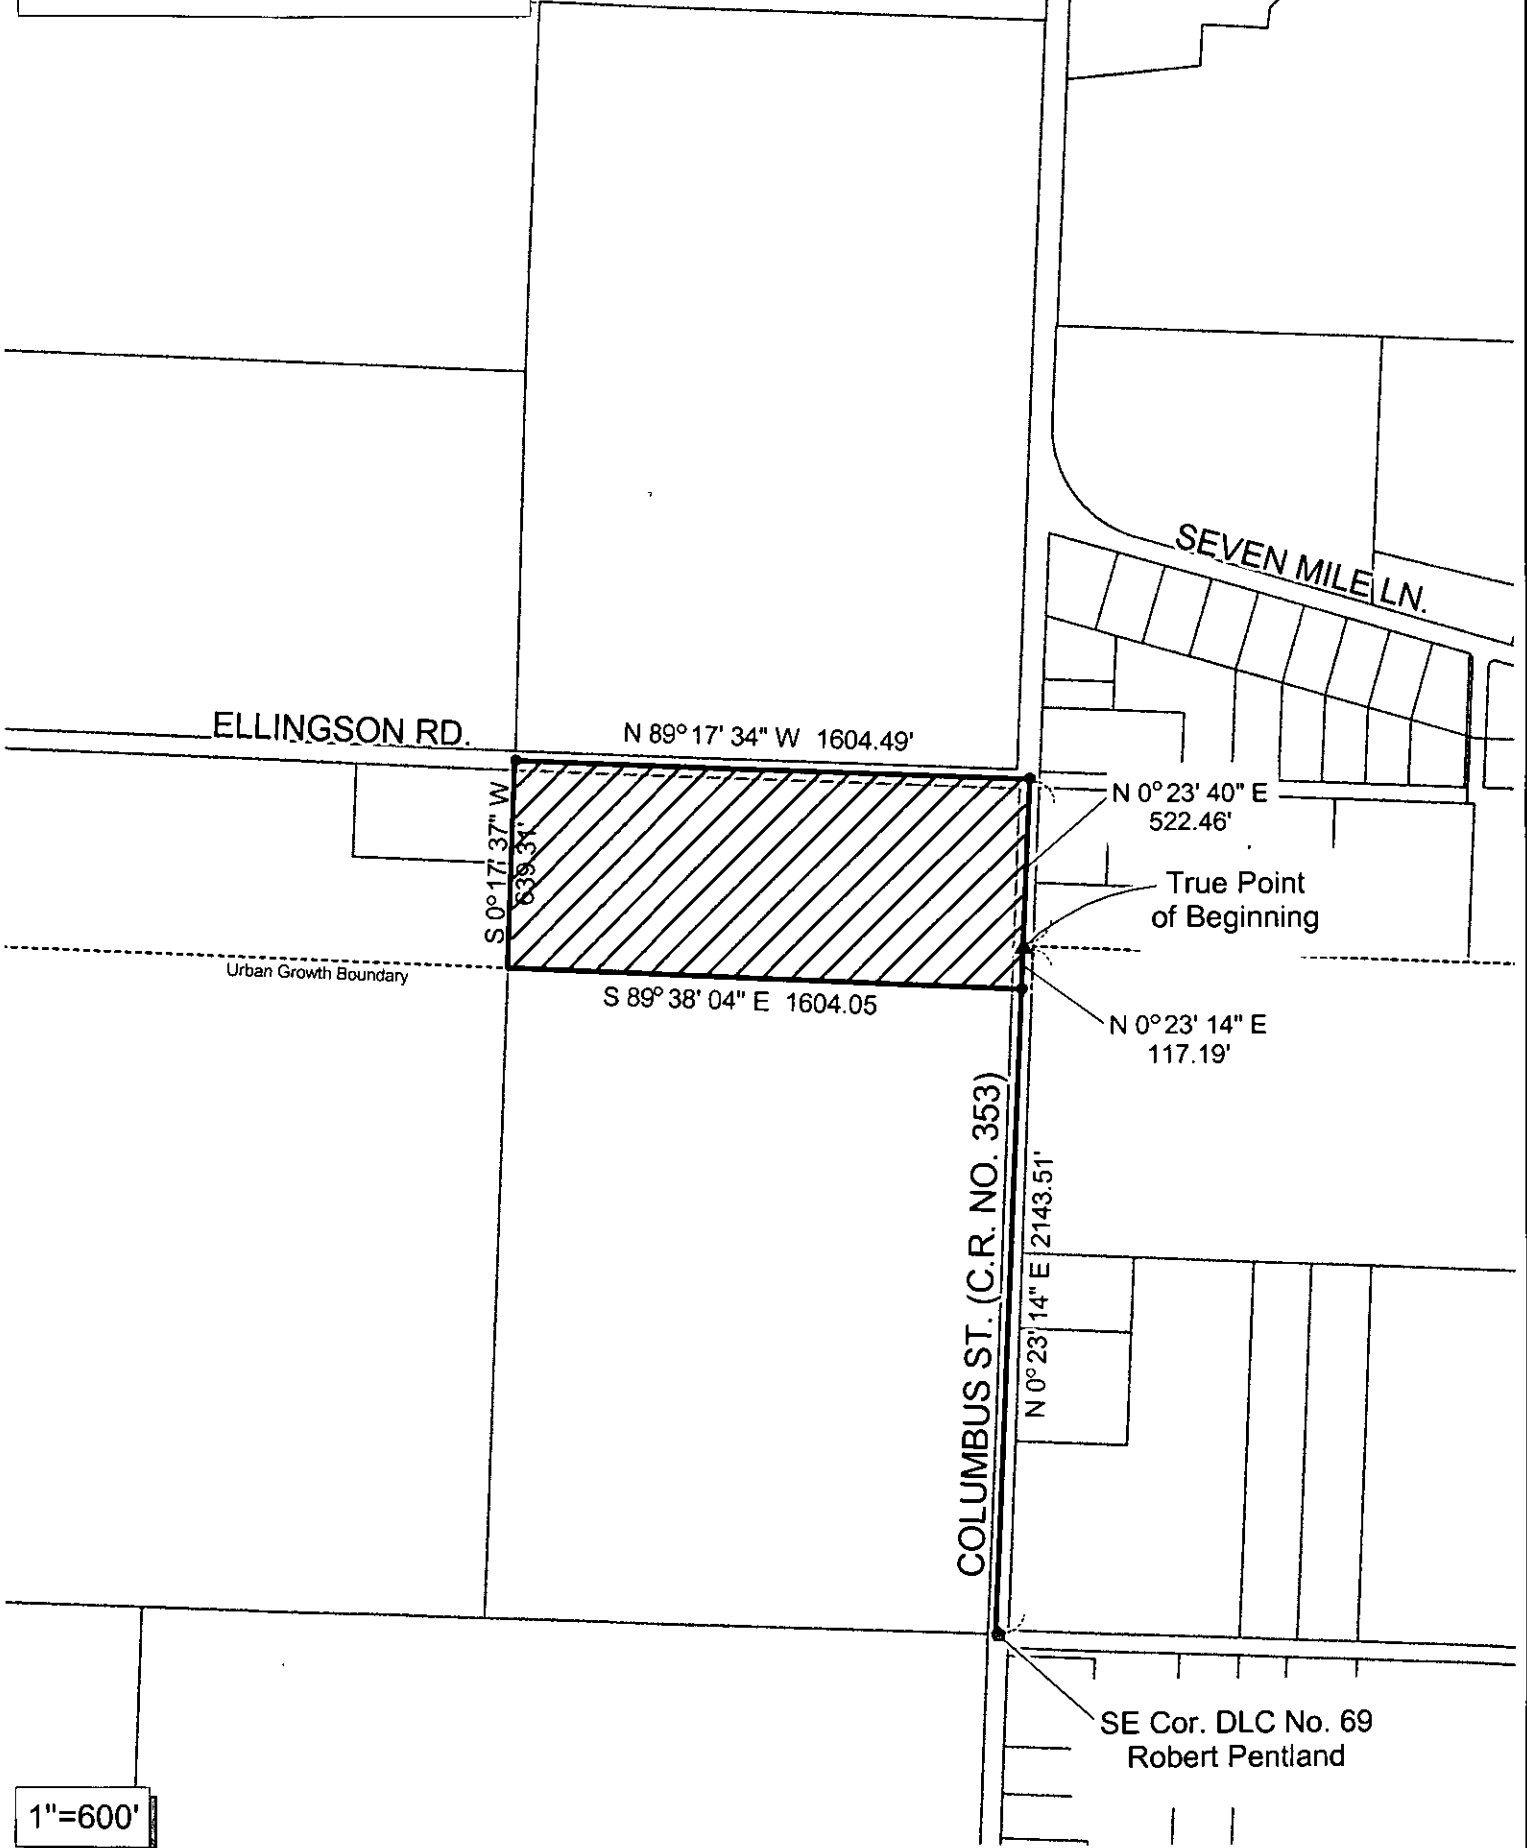 SEVEN MILE LN.
ELLINGSON RD.
N 89° 17' 34" W 1604.49'
N 0° 23' 40" E
522.46'
S 0° 17' 37" W
639.31'
True Point
of Beginning
Urban Growth Boundary
S 89° 38' 04" E 1604.05
N 0° 23' 14" E
117.19'
COLUMBUS ST. (C.R. NO. 353)
N 0° 23' 14" E 2143.51'
SE Cor. DLC No. 69
Robert Pentland
1"=600'